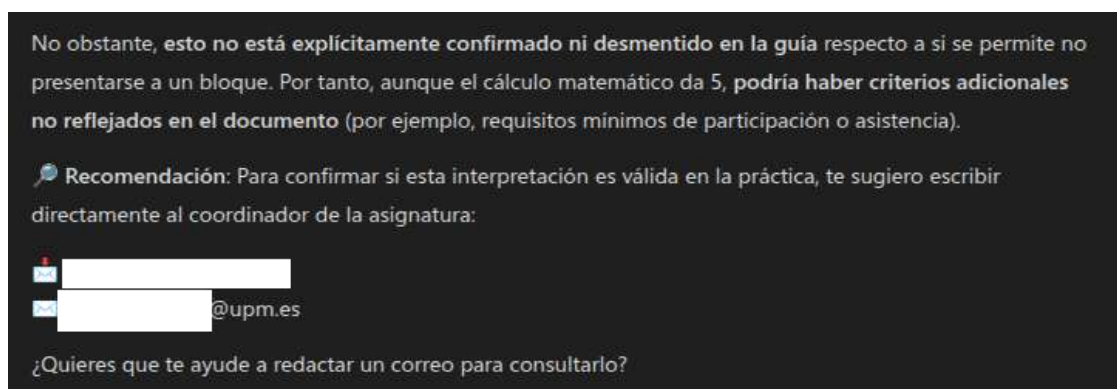 No obstante, esto no está explícitamente confirmado ni desmentido en la guía respecto a si se permite no
presentarse a un bloque. Por tanto, aunque el cálculo matemático da 5, podría haber criterios adicionales
no reflejados en el documento (por ejemplo, requisitos mínimos de participación o asistencia).
🔎 Recomendación: Para confirmar si esta interpretación es válida en la práctica, te sugiero escribir
directamente al coordinador de la asignatura:
@upm.es
¿Quieres que te ayude a redactar un correo para consultarlo?